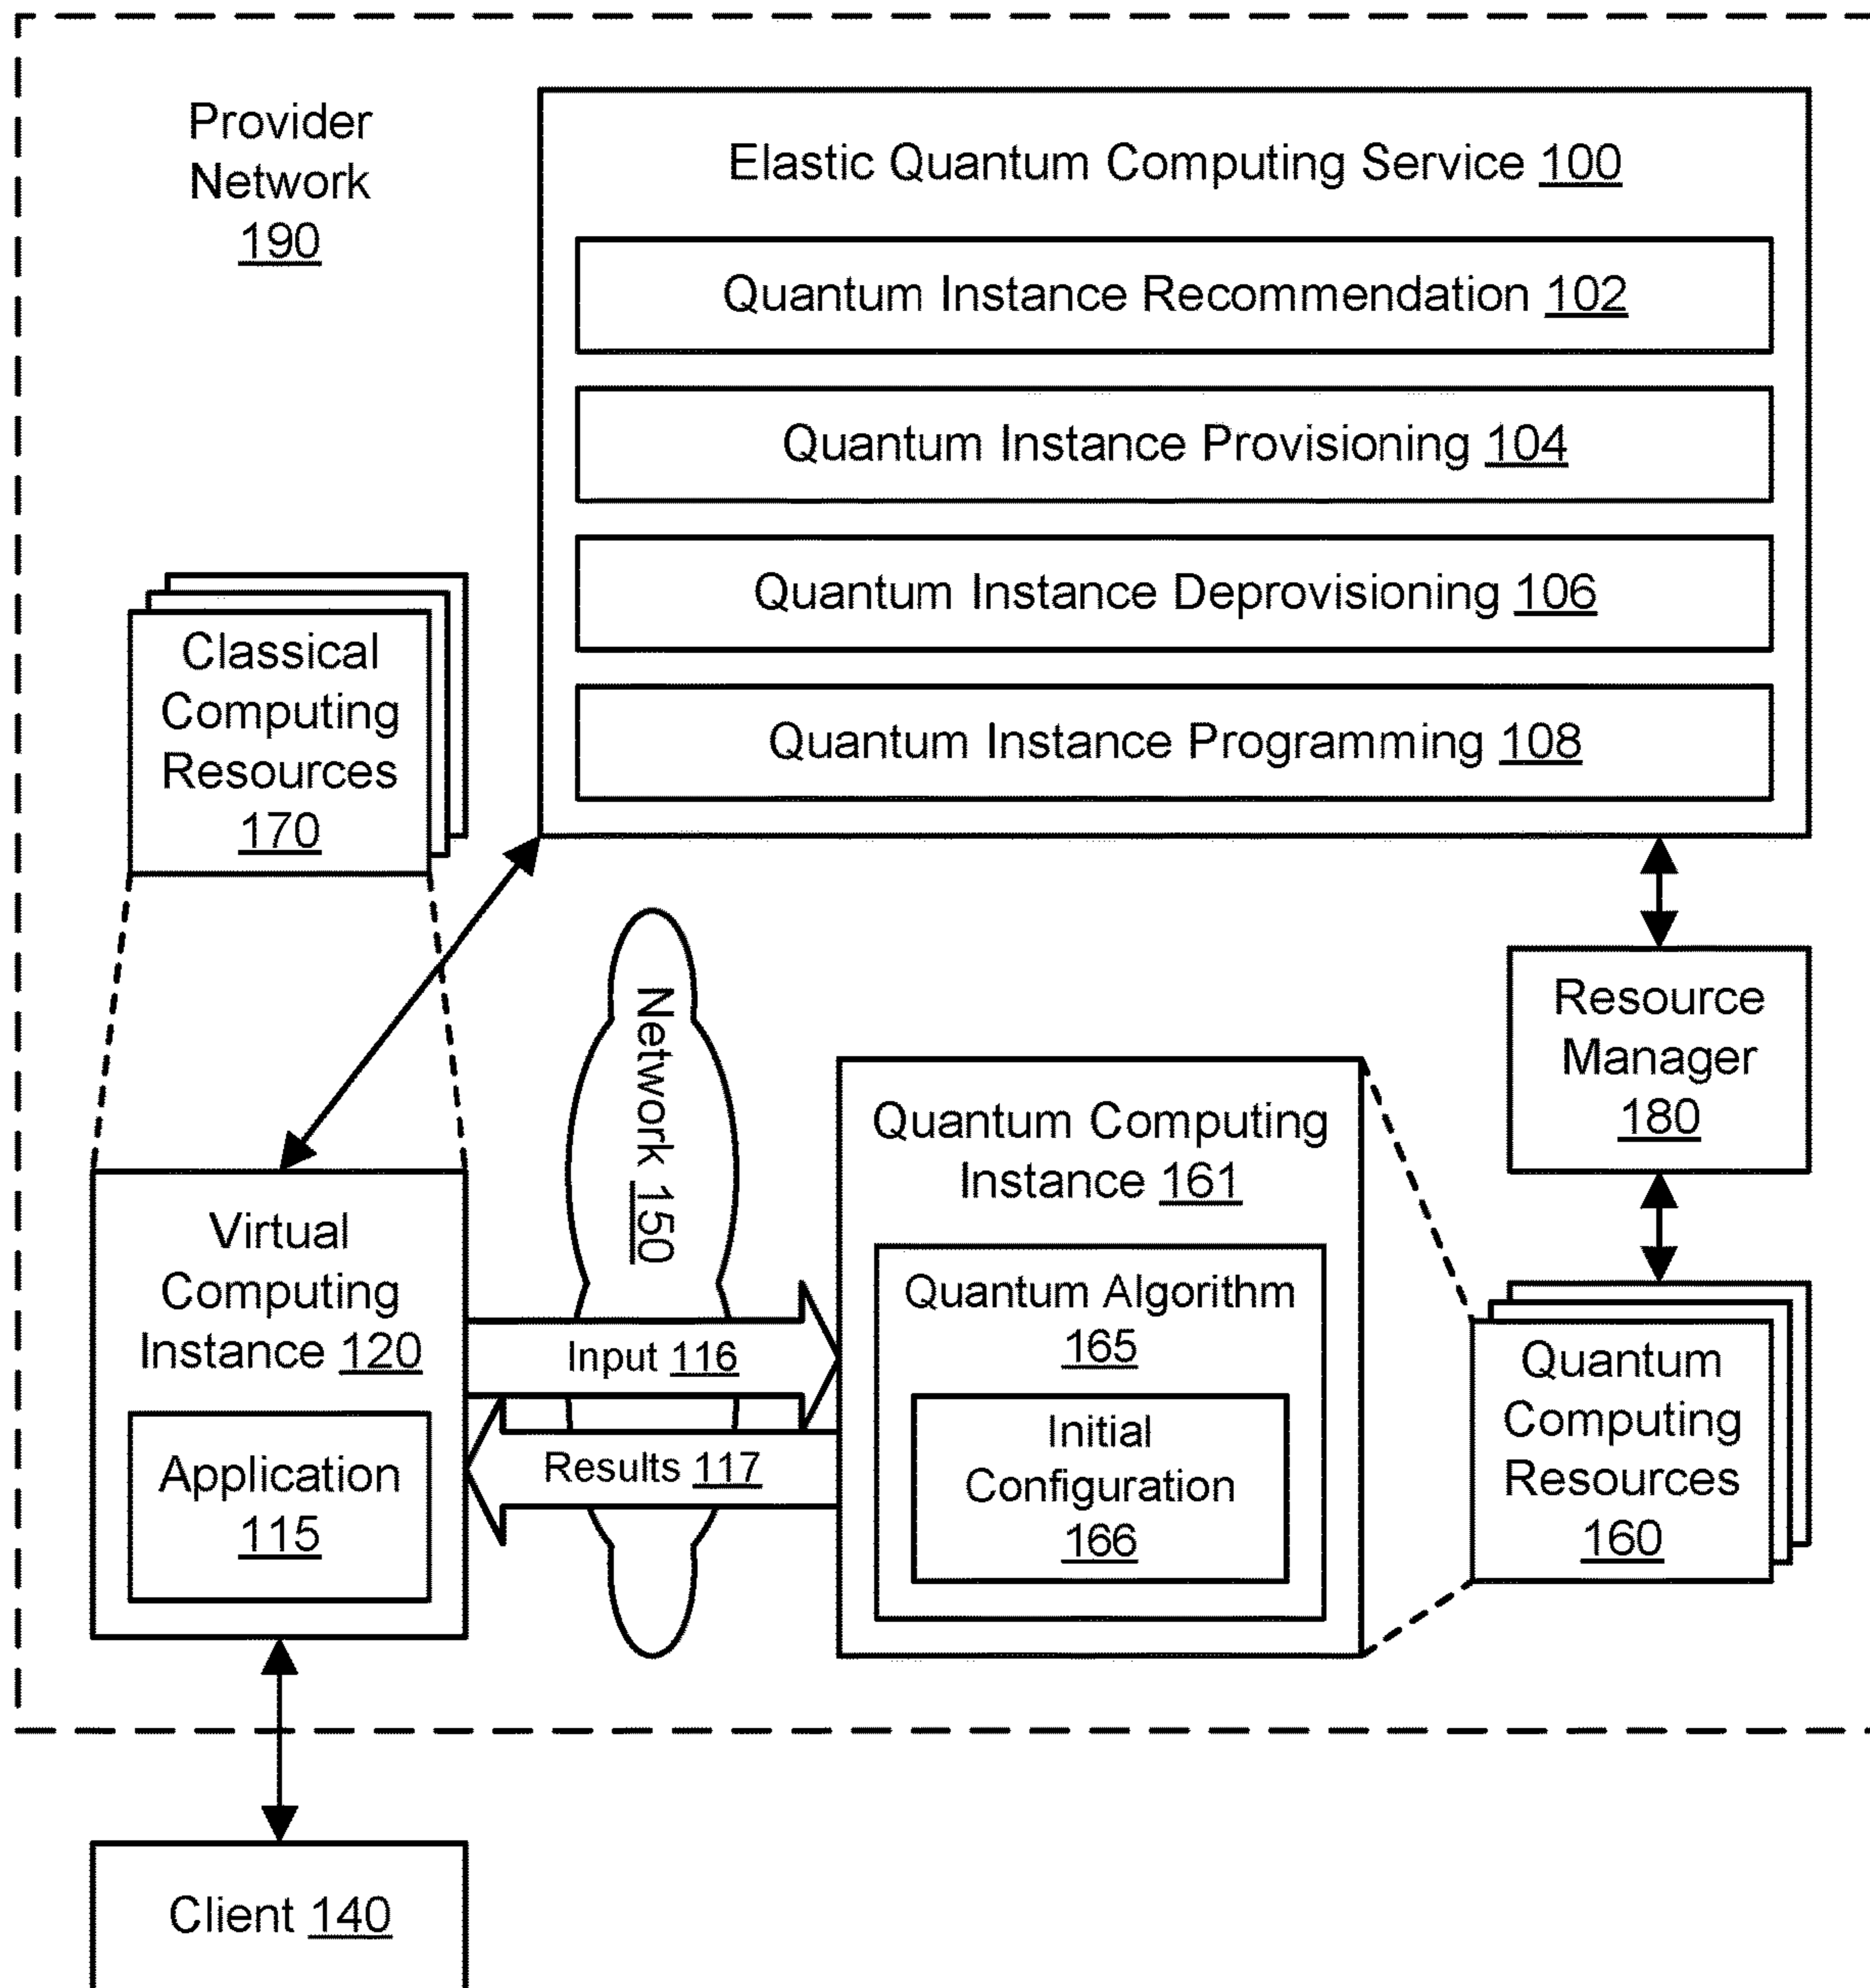 Provider
Network
190
Elastic Quantum Computing Service 100
Quantum Instance Recommendation 102
Quantum Instance Provisioning 104
Quantum Instance Deprovisioning 106
Quantum Instance Programming 108
Classical
Computing
Resources
170
Network 150
Resource
Manager
180
Virtual
Computing
Instance 120
Application
115
Input 116
Results 117
Quantum Computing
Instance 161
Quantum Algorithm
165
Initial
Configuration
166
Quantum
Computing
Resources
160
Client 140